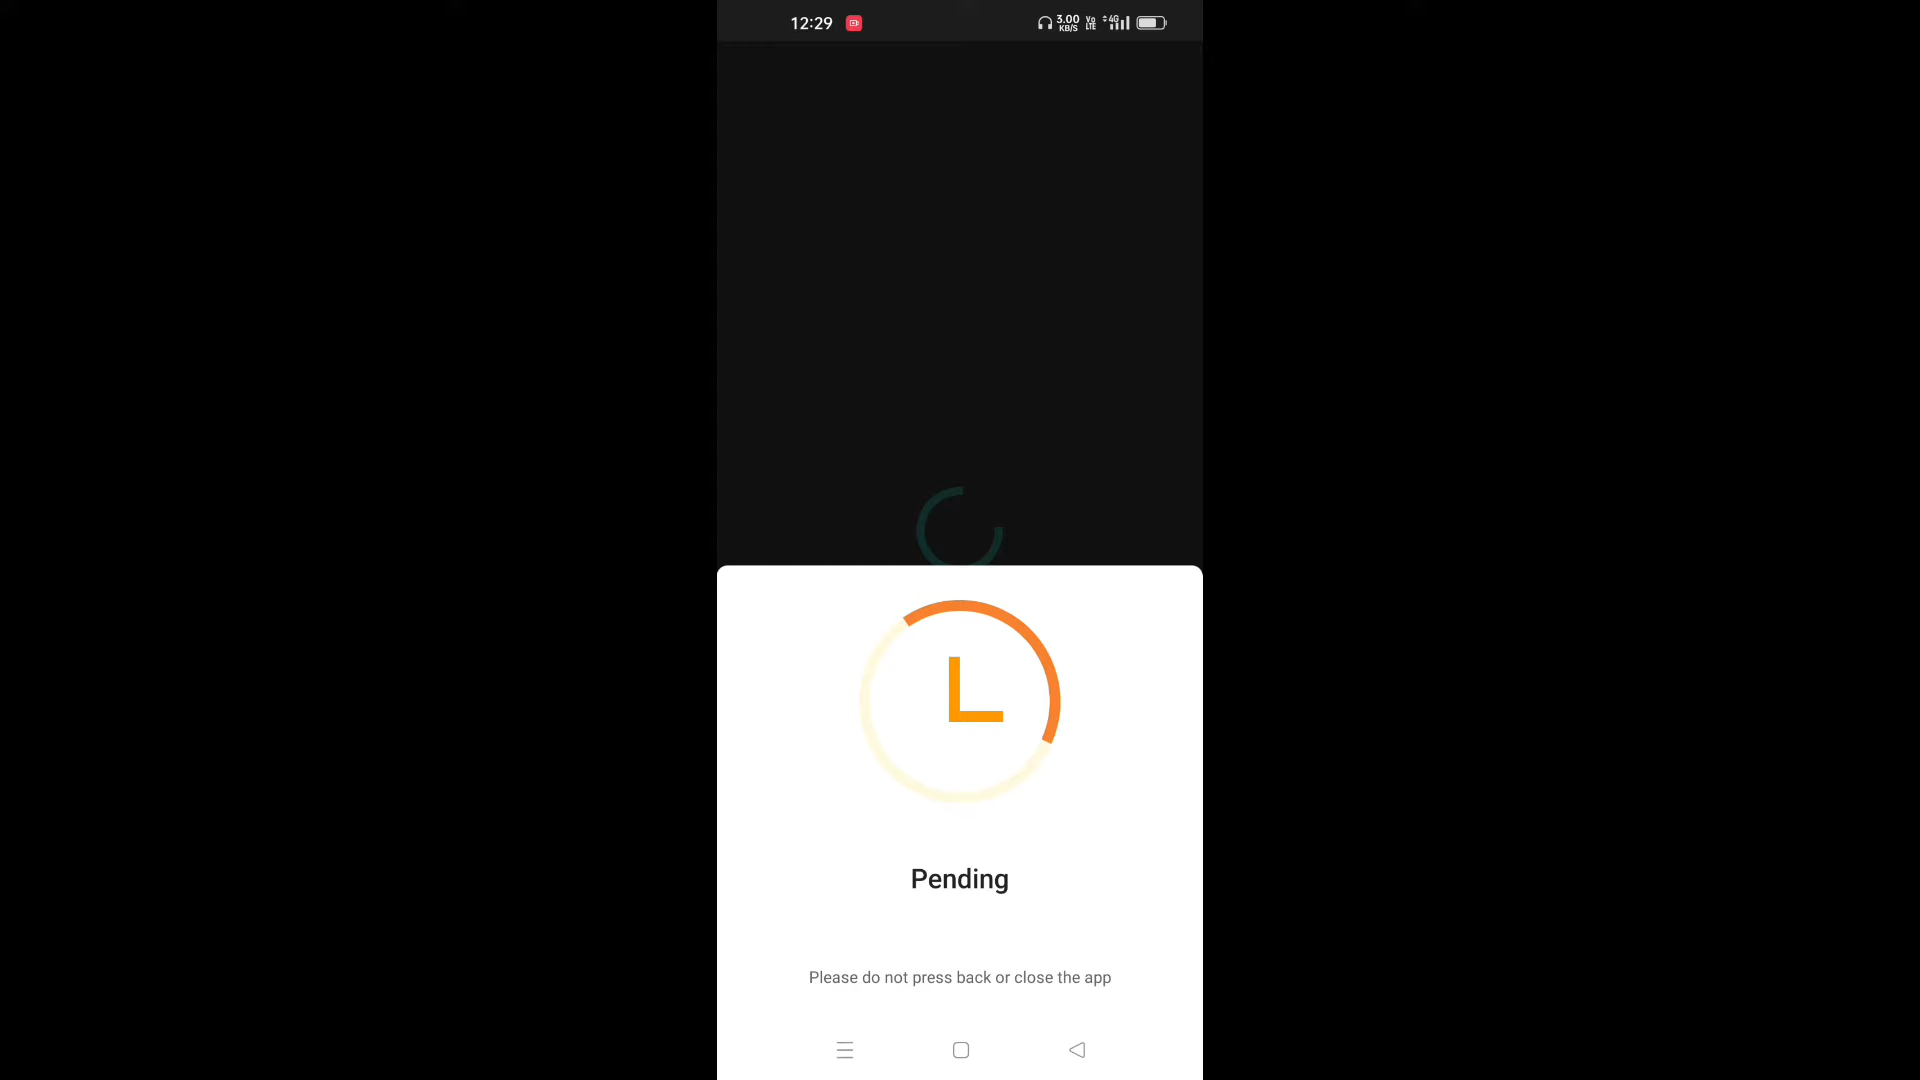 12:29 3.00 KB/S Vo LTE 4G
Pending
Please do not press back or close the app